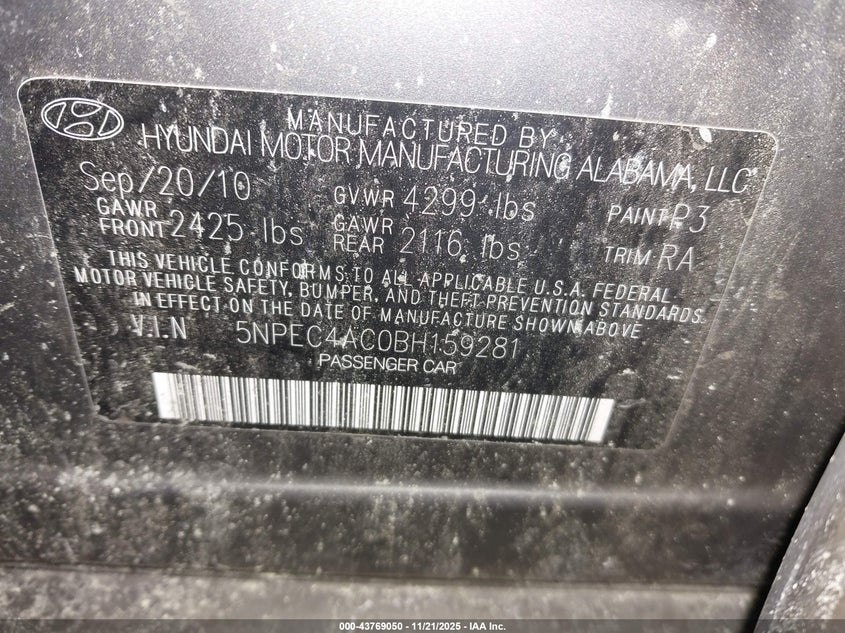 MANUFACTURED BY
HYUNDAI MOTOR MANUFACTURING ALABAMA, LLC
Sep/20/10 GVWR 4299 lbs PAINT P3
GAWR FRONT 2425 lbs GAWR REAR 2116 lbs TRIM RA
THIS VEHICLE CONFORMS TO ALL APPLICABLE U.S.A. FEDERAL
MOTOR VEHICLE SAFETY, BUMPER, AND THEFT PREVENTION STANDARDS
IN EFFECT ON THE DATE OF MANUFACTURE SHOWN ABOVE
V.I.N 5NPEC4AC0BH159281
PASSENGER CAR
000-43769050 — 11/21/2025 — IAA Inc.